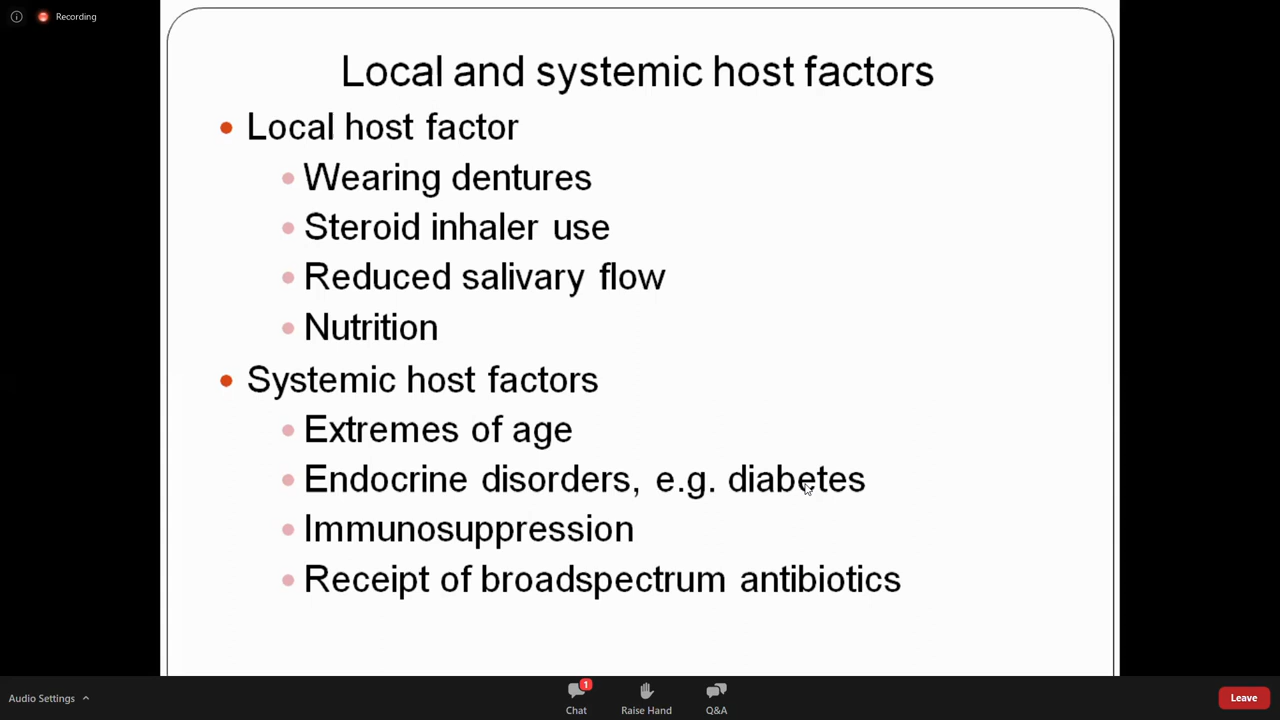 Recording
Local and systemic host factors
Local host factor
Wearing dentures
Steroid inhaler use
Reduced salivary flow
Nutrition
Systemic host factors
Extremes of age
Endocrine disorders, e.g. diabetes
Immunosuppression
Receipt of broadspectrum antibiotics
Audio Settings
1
Chat
Raise Hand
Q&A
Leave